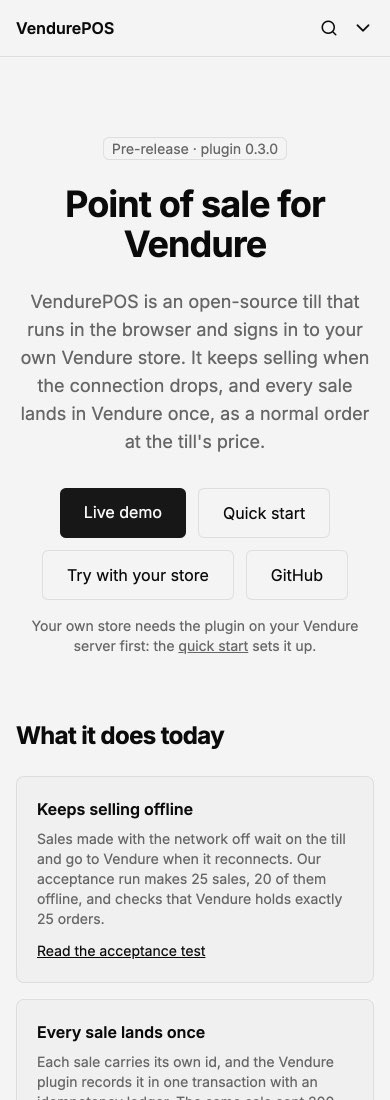 VendurePOS
Pre-release · plugin 0.3.0
Point of sale for
Vendure
VendurePOS is an open-source till that
runs in the browser and signs in to your
own Vendure store. It keeps selling when
the connection drops, and every sale
lands in Vendure once, as a normal order
at the till's price.
Live demo
Quick start
Try with your store
GitHub
Your own store needs the plugin on your Vendure
server first: the quick start sets it up.
What it does today
Keeps selling offline
Sales made with the network off wait on the till
and go to Vendure when it reconnects. Our
acceptance run makes 25 sales, 20 of them
offline, and checks that Vendure holds exactly
25 orders.
Read the acceptance test
Every sale lands once
Each sale carries its own id, and the Vendure
plugin records it in one transaction with an